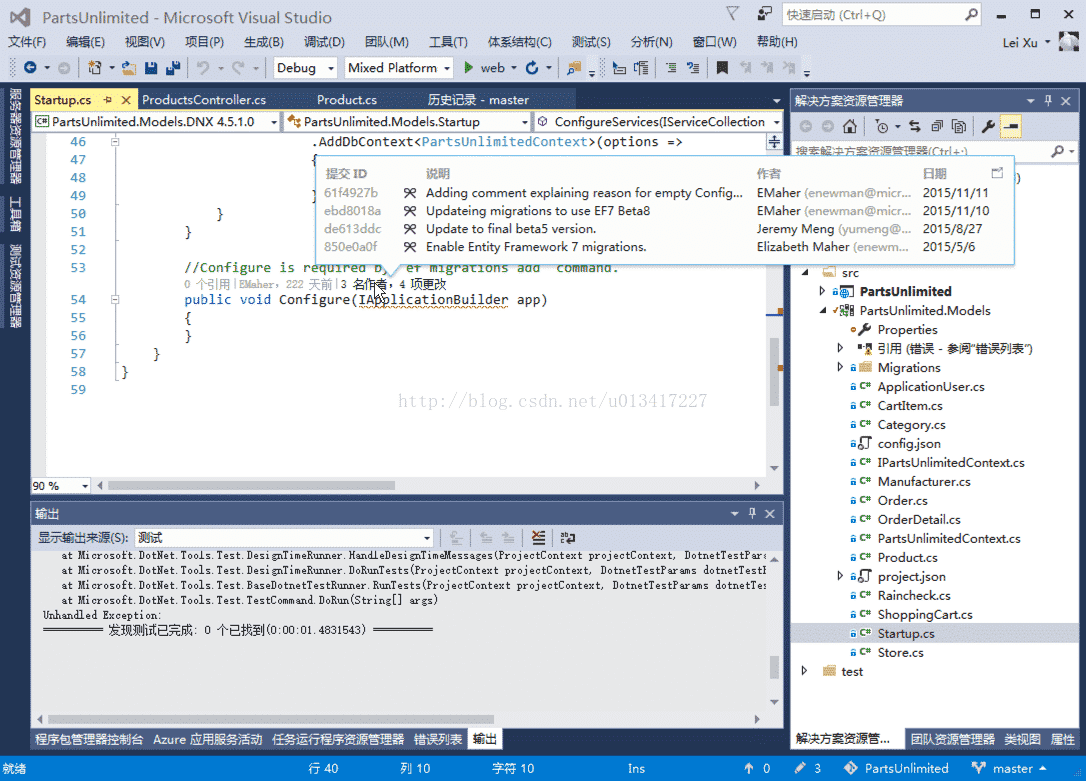 PartsUnlimited - Microsoft Visual Studio
快速启动 (Ctrl+Q)
文件(F) 编辑(E) 视图(V) 项目(P) 生成(B) 调试(D) 团队(M) 工具(T) 体系结构(C) 测试(S) 分析(N) 窗口(W) 帮助(H) Lei Xu
Debug Mixed Platform web
服务器资源管理器
工具箱
测试资源管理器
Startup.cs ProductsController.cs Product.cs 历史记录 - master
PartsUnlimited.Models.DNX 4.5.1.0 PartsUnlimited.Models.Startup ConfigureServices(IServiceCollection
46 .AddDbContext<PartsUnlimitedContext>(options =>
47 {
48
49 }
50 }
51 }
52
提交 ID 说明 作者 日期
61f4927b Adding comment explaining reason for empty Config... EMaher (enewman@micr... 2015/11/11
ebd8018a Updateing migrations to use EF7 Beta8 EMaher (enewman@micr... 2015/11/10
de613ddc Update to final beta5 version. Jeremy Meng (yumeng@... 2015/8/27
850e0a0f Enable Entity Framework 7 migrations. Elizabeth Maher (enewm... 2015/5/6
53 //Configure is required by 'ef migrations add' command.
0 个引用|EMaher，222 天前|3 名作者，4 项更改
54 public void Configure(IApplicationBuilder app)
55 {
56 }
57 }
58 }
59
http://blog.csdn.net/u013417227
90 %
输出
显示输出来源(S): 测试
at Microsoft.DotNet.Tools.Test.DesignTimeRunner.HandleDesignTimeMessages(ProjectContext projectContext, DotnetTestPara
at Microsoft.DotNet.Tools.Test.DesignTimeRunner.DoRunTests(ProjectContext projectContext, DotnetTestParams dotnetTestP
at Microsoft.DotNet.Tools.Test.BaseDotnetTestRunner.RunTests(ProjectContext projectContext, DotnetTestParams dotnetTes
at Microsoft.DotNet.Tools.Test.TestCommand.DoRun(String[] args)
Unhandled Exception:
========== 发现测试已完成: 0 个已找到(0:00:01.4831543) ==========
程序包管理器控制台 Azure 应用服务活动 任务运行程序资源管理器 错误列表 输出
解决方案资源管理器
搜索解决方案资源管理器(Ctrl+;)
src
PartsUnlimited
PartsUnlimited.Models
Properties
引用 (错误 - 参阅“错误列表”)
Migrations
ApplicationUser.cs
CartItem.cs
Category.cs
config.json
IPartsUnlimitedContext.cs
Manufacturer.cs
Order.cs
OrderDetail.cs
PartsUnlimitedContext.cs
Product.cs
project.json
Raincheck.cs
ShoppingCart.cs
Startup.cs
Store.cs
test
解决方案资源管... 团队资源管理器 类视图 属性
就绪 行 40 列 10 字符 10 Ins 0 3 PartsUnlimited master